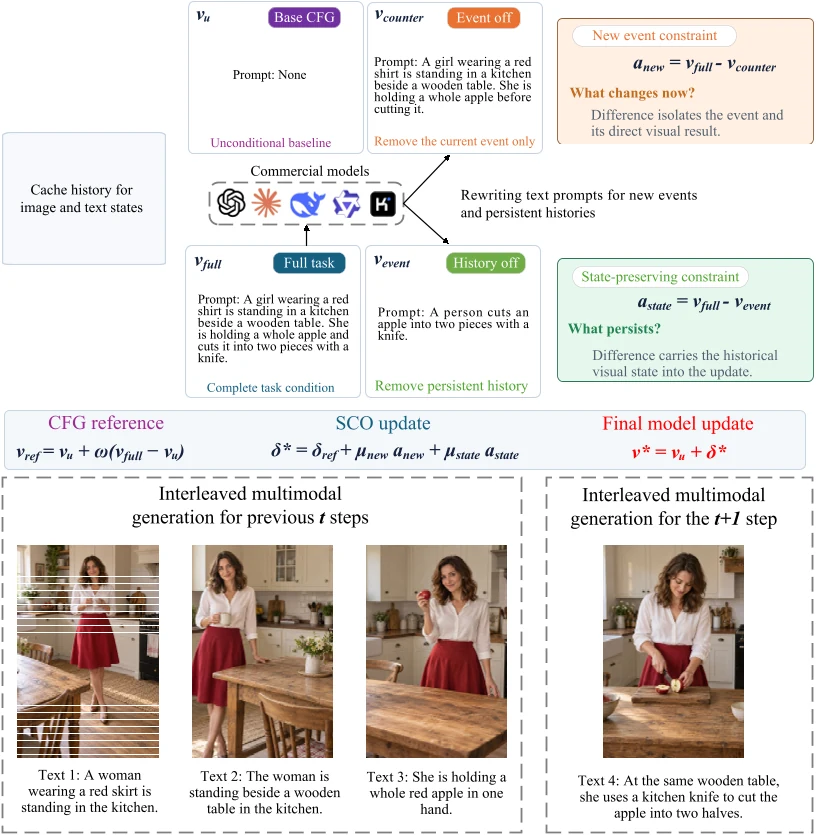 v_u
Base CFG
Prompt: None
Unconditional baseline
v_counter
Event off
Prompt: A girl wearing a red
shirt is standing in a kitchen
beside a wooden table. She is
holding a whole apple before
cutting it.
Remove the current event only
New event constraint
a_new = v_full - v_counter
What changes now?
Difference isolates the event and
its direct visual result.
Cache history for
image and text states
Commercial models
Rewriting text prompts for new events
and persistent histories
v_full
Full task
Prompt: A girl wearing a red
shirt is standing in a kitchen
beside a wooden table. She
is holding a whole apple and
cuts it into two pieces with a
knife.
Complete task condition
v_event
History off
Prompt: A person cuts an
apple into two pieces with a
knife.
Remove persistent history
State-preserving constraint
a_state = v_full - v_event
What persists?
Difference carries the historical
visual state into the update.
CFG reference
v_ref = v_u + ω(v_full − v_u)
SCO update
δ* = δ_ref + μ_new a_new + μ_state a_state
Final model update
v* = v_u + δ*
Interleaved multimodal
generation for previous t steps
Interleaved multimodal
generation for the t+1 step
Text 1: A woman
wearing a red skirt is
standing in the kitchen.
Text 2: The woman is
standing beside a wooden
table in the kitchen.
Text 3: She is holding a
whole red apple in one
hand.
Text 4: At the same wooden table,
she uses a kitchen knife to cut the
apple into two halves.